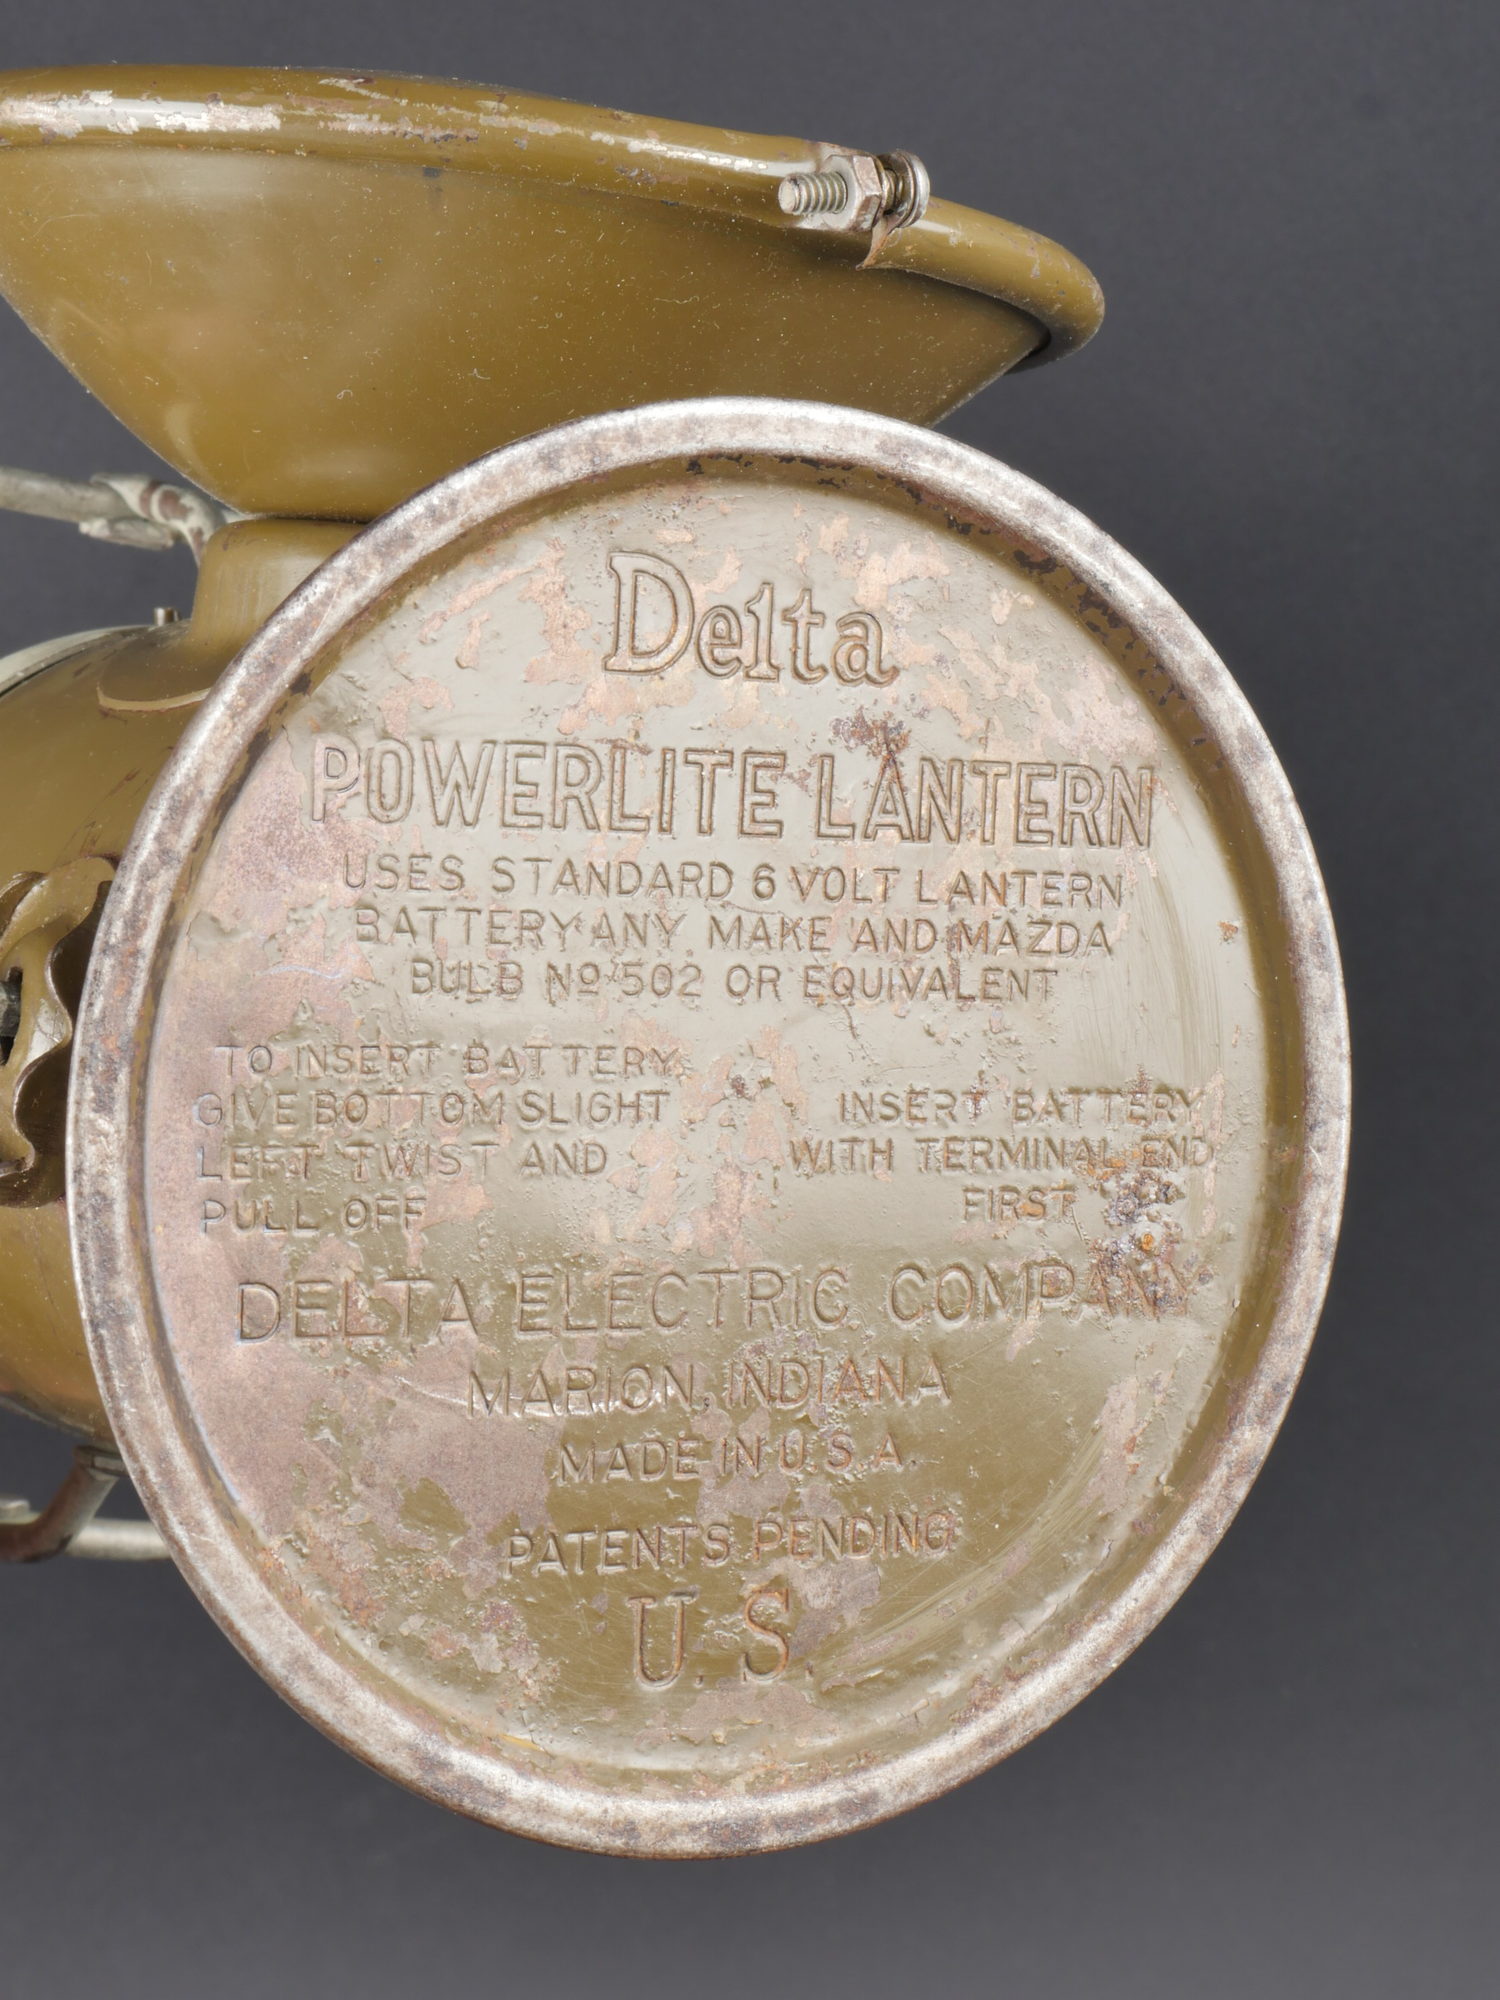 Delta
POWERLITE LANTERN
USES STANDARD 6 VOLT LANTERN
BATTERY ANY MAKE AND MAZDA
BULB No 502 OR EQUIVALENT
TO INSERT BATTERY
GIVE BOTTOM SLIGHT
LEFT TWIST AND
PULL OFF
INSERT BATTERY
WITH TERMINAL END
FIRST
DELTA ELECTRIC COMPANY
MARION, INDIANA
MADE IN U.S.A.
PATENTS PENDING
U. S.